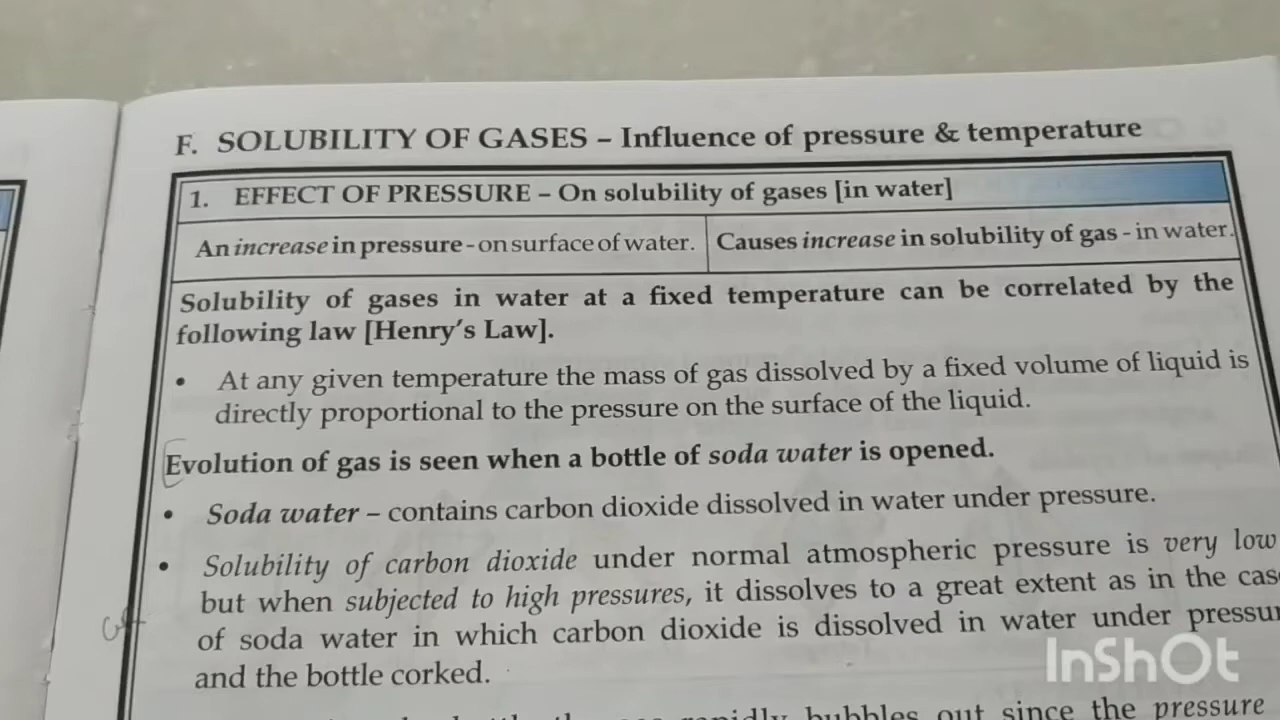 F. SOLUBILITY OF GASES – Influence of pressure & temperature
1. EFFECT OF PRESSURE – On solubility of gases [in water]
An increase in pressure - on surface of water. Causes increase in solubility of gas - in water.
Solubility of gases in water at a fixed temperature can be correlated by the
following law [Henry's Law].
• At any given temperature the mass of gas dissolved by a fixed volume of liquid is
directly proportional to the pressure on the surface of the liquid.
Evolution of gas is seen when a bottle of soda water is opened.
• Soda water – contains carbon dioxide dissolved in water under pressure.
• Solubility of carbon dioxide under normal atmospheric pressure is very low
but when subjected to high pressures, it dissolves to a great extent as in the cas
of soda water in which carbon dioxide is dissolved in water under pressu
and the bottle corked.
rapidly bubbles out since the pressure
InShOt